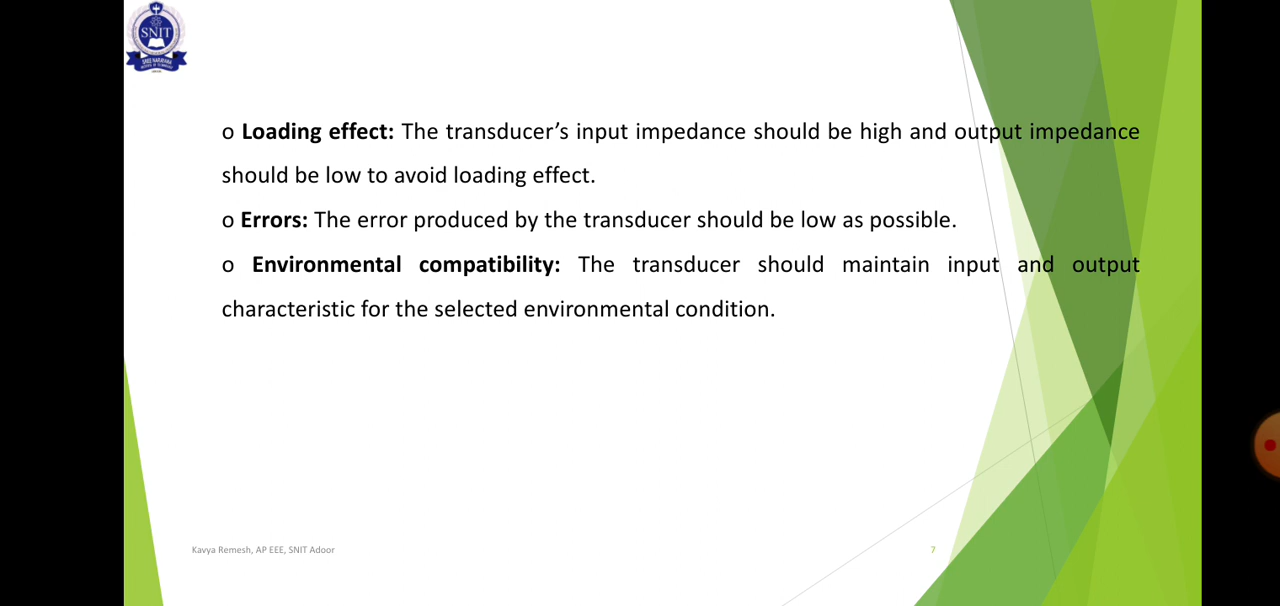 SNIT
o Loading effect: The transducer’s input impedance should be high and output impedance
should be low to avoid loading effect.
o Errors: The error produced by the transducer should be low as possible.
o Environmental compatibility: The transducer should maintain input and output
characteristic for the selected environmental condition.
Kavya Remesh, AP EEE, SNIT Adoor
7